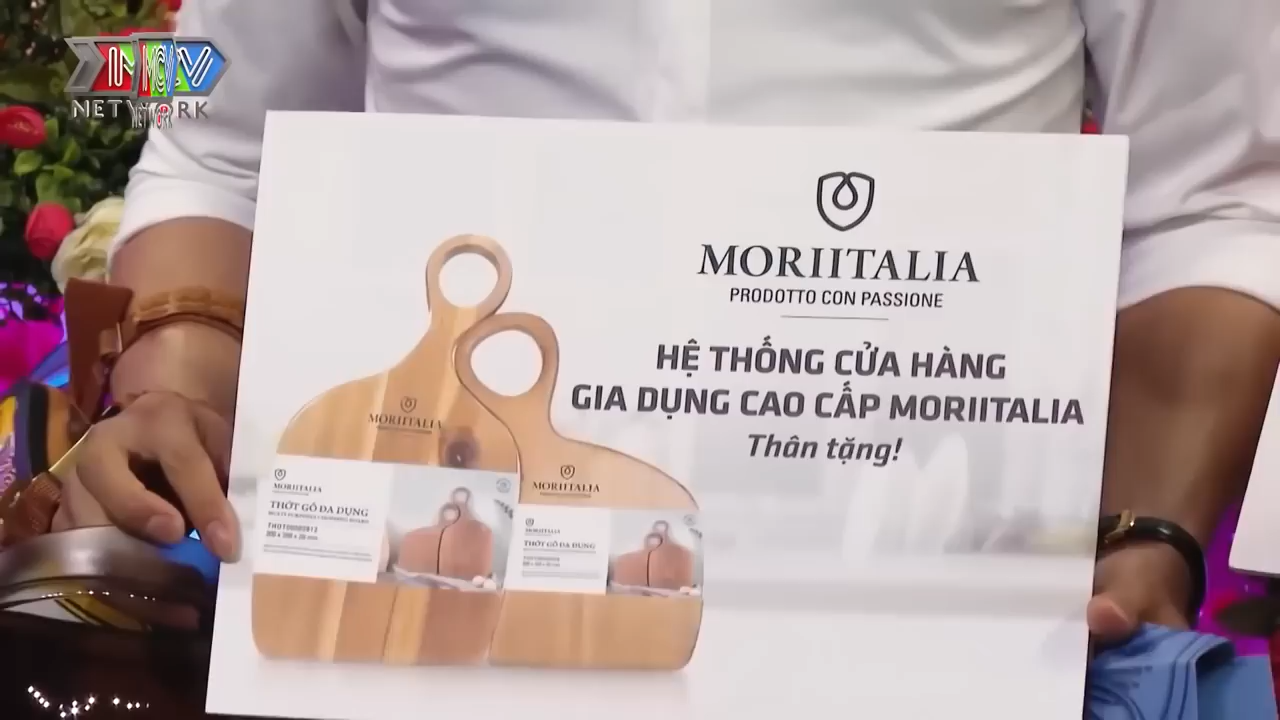 MCV
NETWORK
NETWORK
MORIITALIA
PRODOTTO CON PASSIONE
HỆ THỐNG CỬA HÀNG
GIA DỤNG CAO CẤP MORIITALIA
Thân tặng!
MORIITALIA
MORIITALIA
MORIITALIA
THỚT GỖ ĐA DỤNG
MORIITALIA
THỚT GỖ ĐA DỤNG